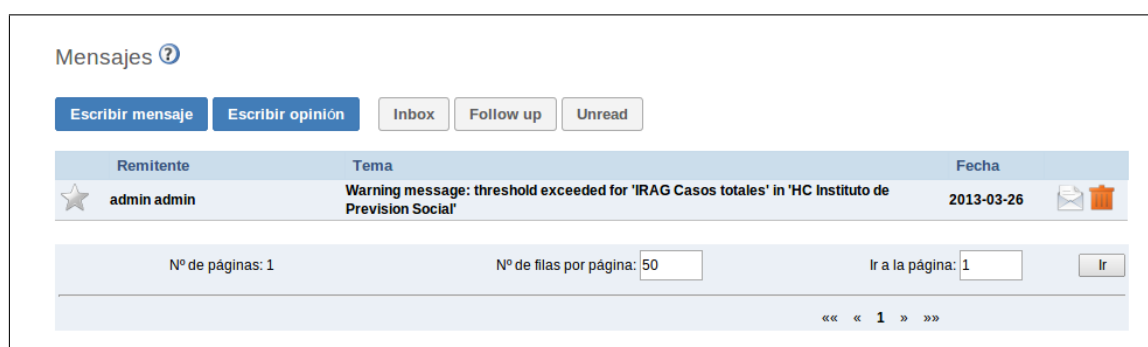 Mensajes ?
Escribir mensaje Escribir opinión Inbox Follow up Unread
Remitente Tema Fecha
admin admin Warning message: threshold exceeded for 'IRAG Casos totales' in 'HC Instituto de 2013-03-26
Prevision Social'
Nº de páginas: 1 Nº de filas por página: 50 Ir a la página: 1 Ir
«« « 1 » »»